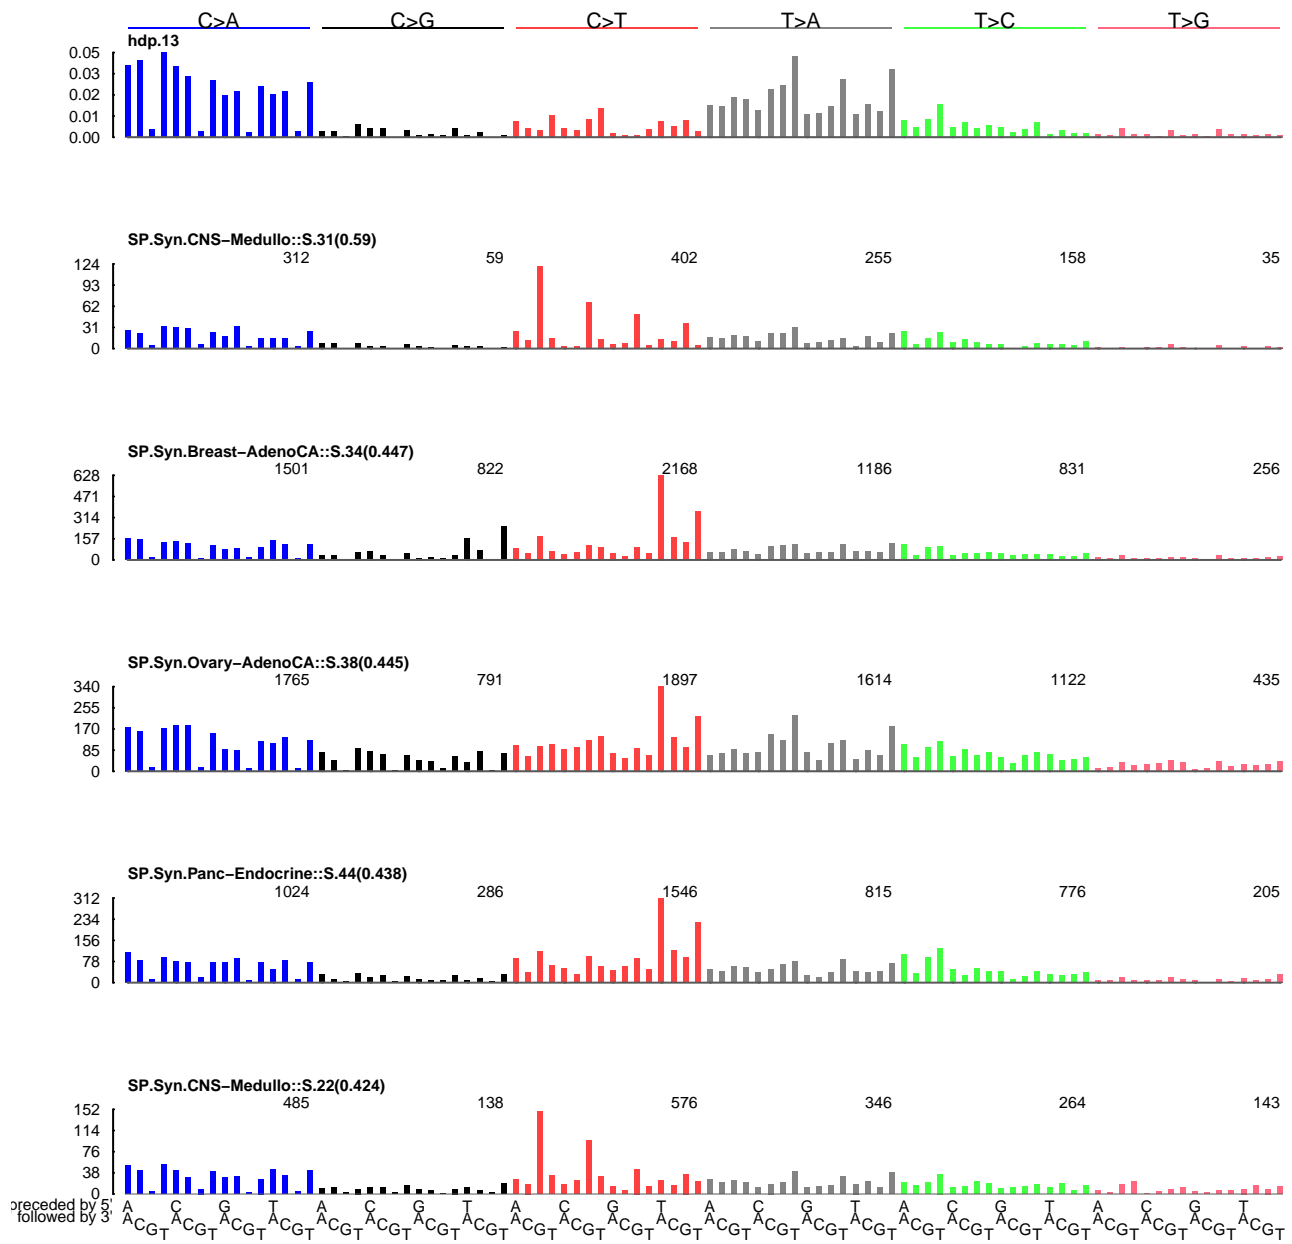 C>A C>G C>T T>A T>C T>G
hdp.13
0.05
0.03
0.02
0.01
0.00
SP.Syn.CNS−Medullo::S.31(0.59)
312 59 402 255 158 35
124
93
62
31
0
SP.Syn.Breast−AdenoCA::S.34(0.447)
1501 822 2168 1186 831 256
628
471
314
157
0
SP.Syn.Ovary−AdenoCA::S.38(0.445)
1765 791 1897 1614 1122 435
340
255
170
85
0
SP.Syn.Panc−Endocrine::S.44(0.438)
1024 286 1546 815 776 205
312
234
156
78
0
SP.Syn.CNS−Medullo::S.22(0.424)
485 138 576 346 264 143
152
114
76
38
0
preceded by 5' A C G T A C G T A C G T A C G T A C G T A C G T
followed by 3' A C G T A C G T A C G T A C G T A C G T A C G T A C G T A C G T A C G T A C G T A C G T A C G T A C G T A C G T A C G T A C G T A C G T A C G T A C G T A C G T A C G T A C G T A C G T A C G T